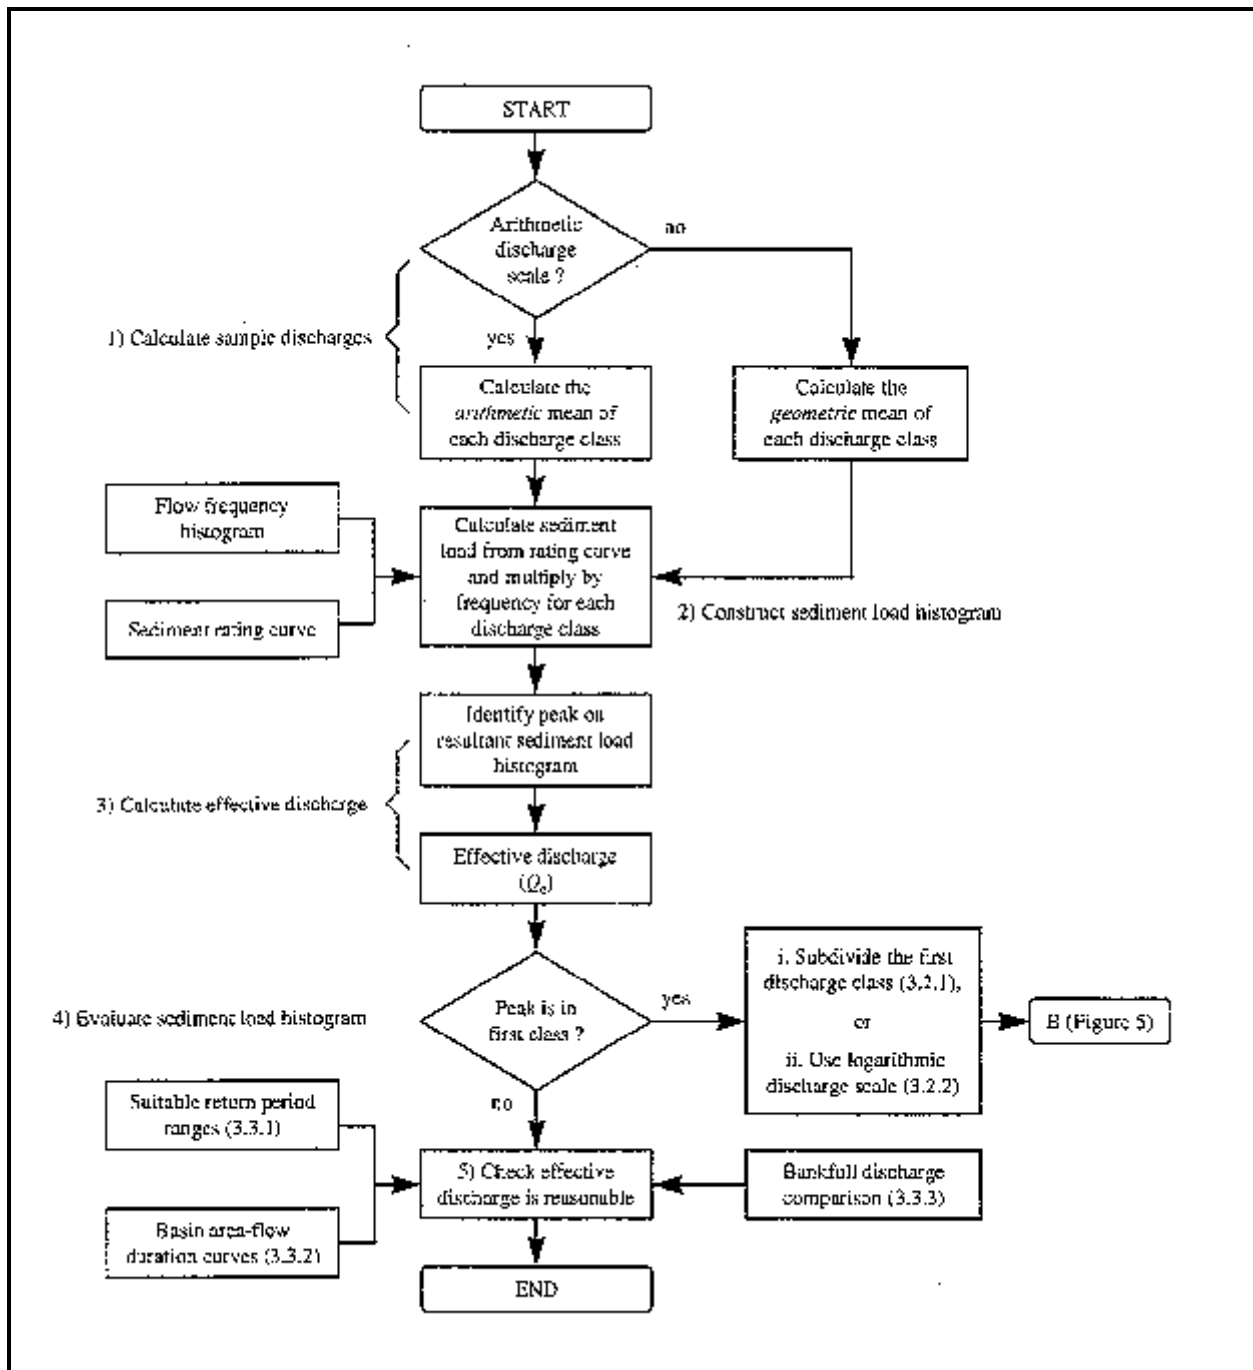 START
Arithmetic
discharge
scale ?
no
1) Calculate sample discharges
yes
Calculate the
arithmetic mean of
each discharge class
Calculate the
geometric mean of
each discharge class
Flow frequency
histogram
Sediment rating curve
Calculate sediment
load from rating curve
and multiply by
frequency for each
discharge class
2) Construct sediment load histogram
Identify peak on
resultant sediment load
histogram
3) Calculate effective discharge
Effective discharge
(Qe)
4) Evaluate sediment load histogram
Peak is in
first class ?
yes
i. Subdivide the first
discharge class (3.2.1),
or
ii. Use logarithmic
discharge scale (3.2.2)
B (Figure 5)
no
Suitable return period
ranges (3.3.1)
Basin area-flow
duration curves (3.3.2)
5) Check effective
discharge is reasonable
Bankfull discharge
comparison (3.3.3)
END